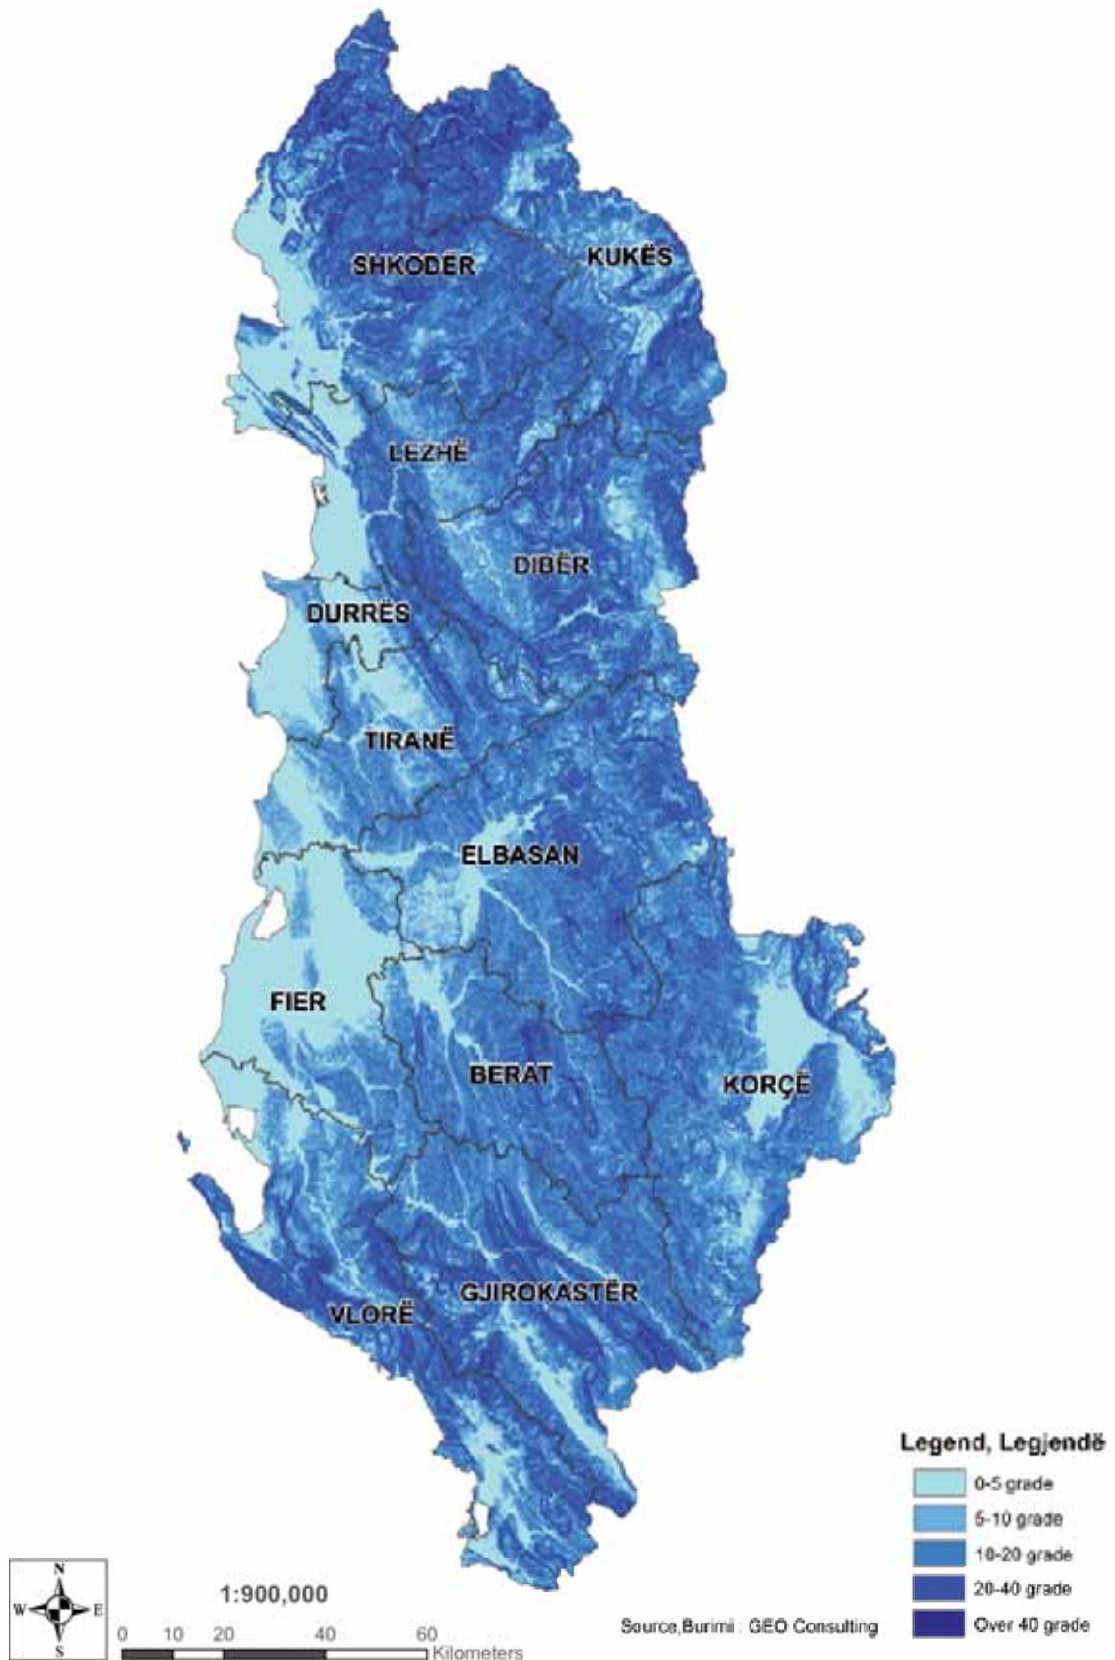 SHKODËR
KUKËS
LEZHË
DIBËR
DURRËS
TIRANË
ELBASAN
FIER
BERAT
KORÇË
GJIROKASTËR
VLORË
Legend, Legjendë
0-5 grade
5-10 grade
10-20 grade
20-40 grade
Over 40 grade
N
W E
S
1:900,000
0 10 20 40 60
Kilometers
Source,Burimi : GEO Consulting